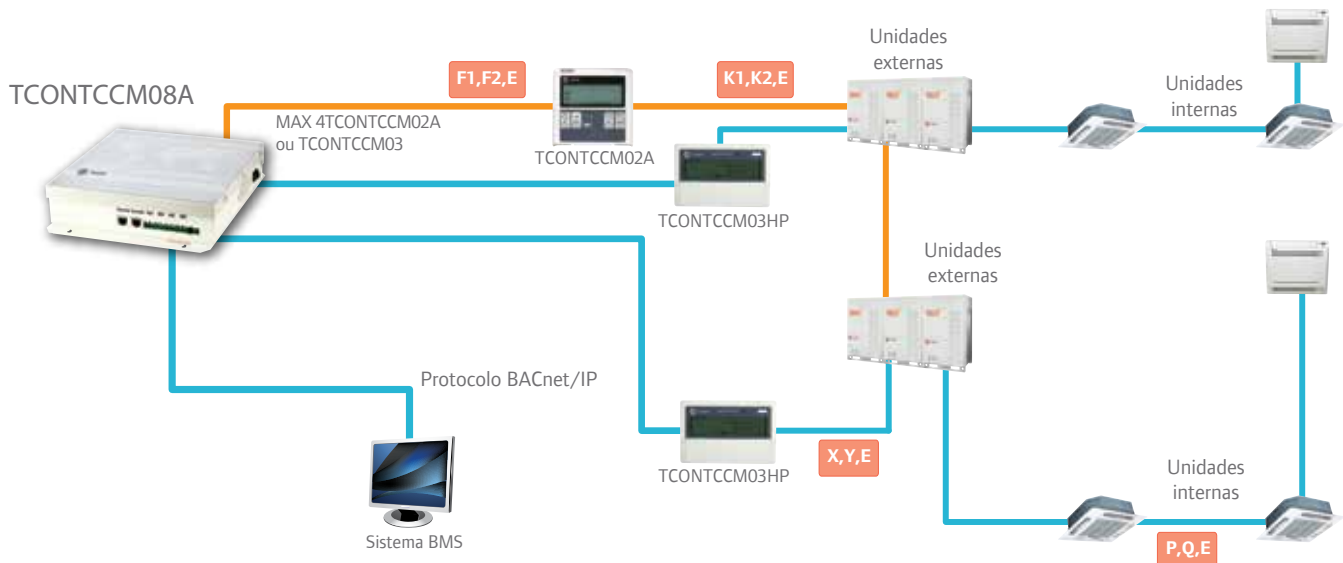 TCONTCCM08A
F1,F2,E
MAX 4TCONTCCM02A
ou TCONTCCM03
TCONTCCM02A
K1,K2,E
TCONTCCM03HP
Unidades
externas
Unidades
internas
Unidades
externas
Protocolo BACnet/IP
Sistema BMS
TCONTCCM03HP
X,Y,E
Unidades
internas
P,Q,E